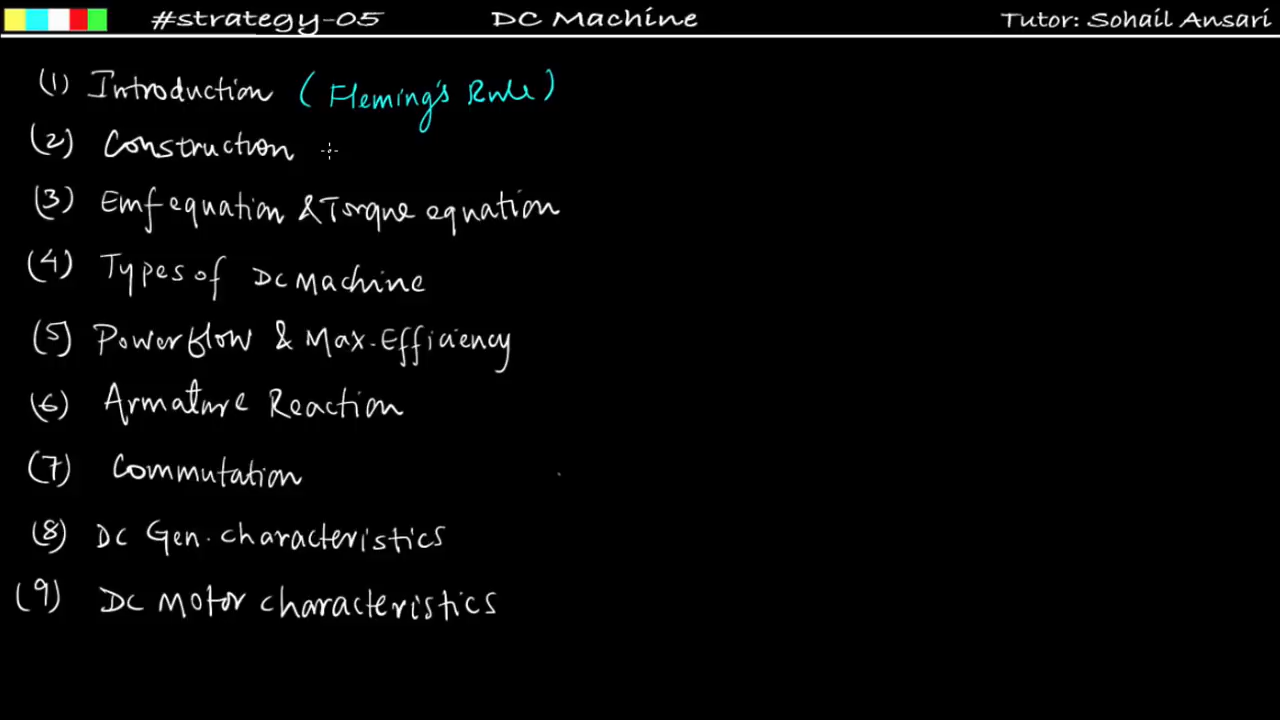 #strategy-05 DC Machine Tutor: Sohail Ansari
(1) Introduction (Fleming's Rule)
(2) Construction
(3) Emf equation & Torque equation
(4) Types of DC Machine
(5) Power flow & Max. Efficiency
(6) Armature Reaction
(7) Commutation
(8) DC Gen. characteristics
(9) DC Motor characteristics